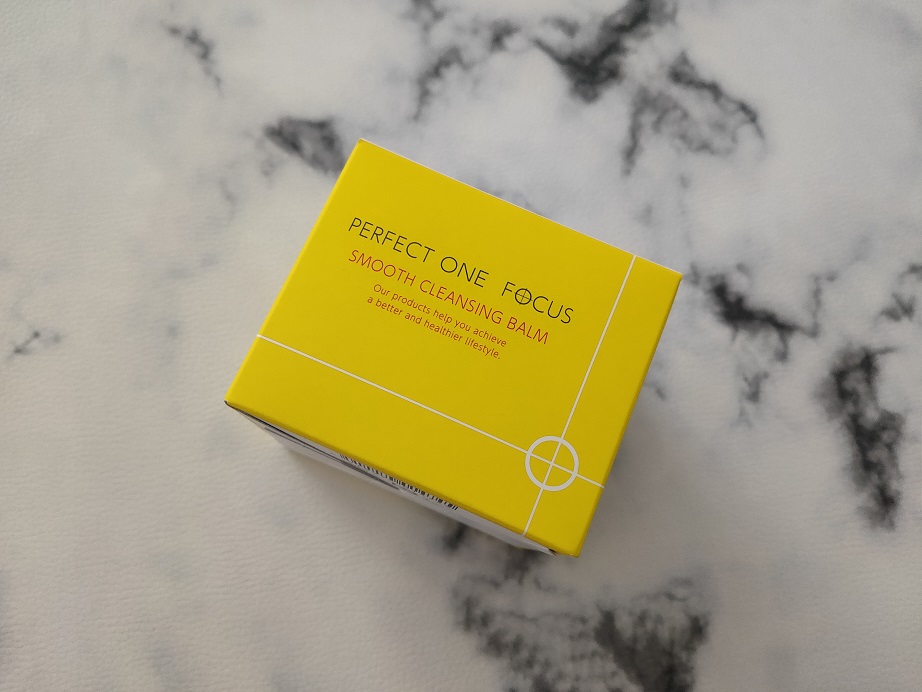 PERFECT ONE FOCUS
SMOOTH CLEANSING BALM
Our products help you achieve
a better and healthier lifestyle.